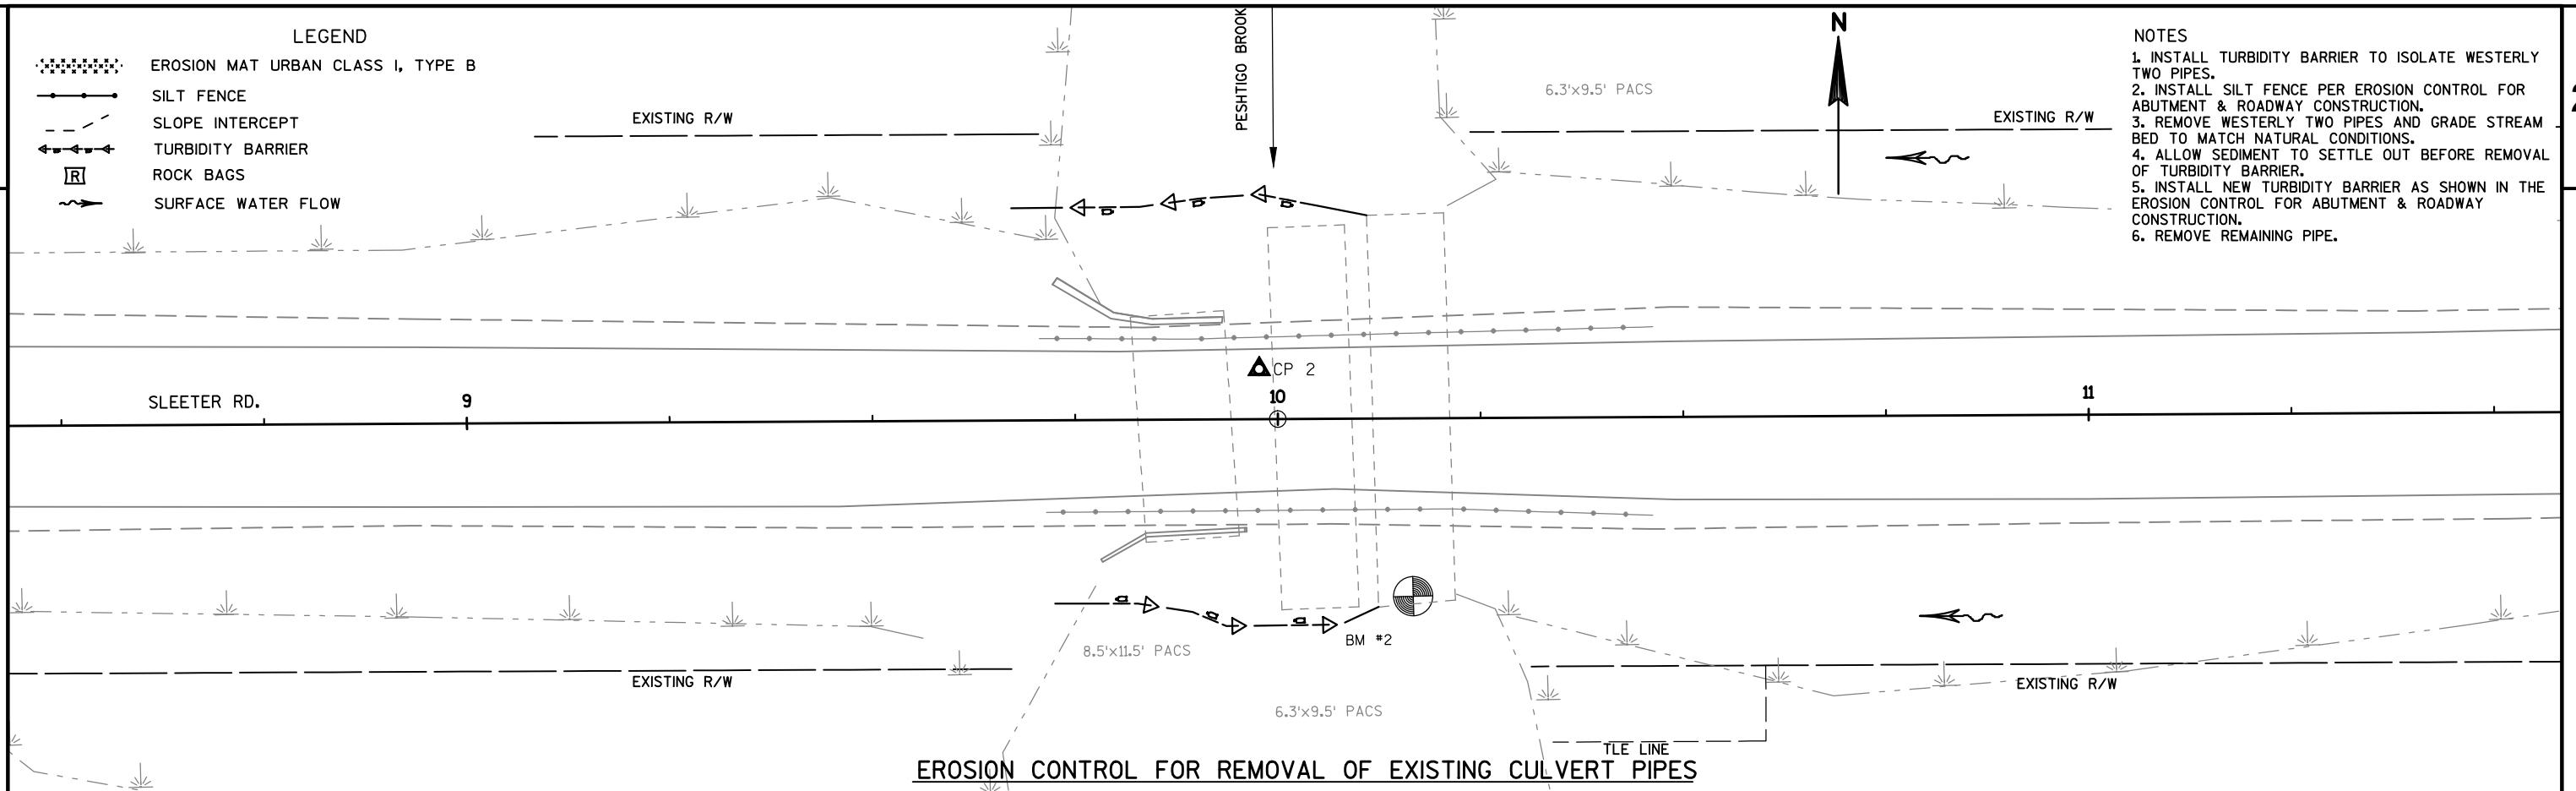 LEGEND
EROSION MAT URBAN CLASS I, TYPE B
SILT FENCE
SLOPE INTERCEPT
TURBIDITY BARRIER
R
ROCK BAGS
SURFACE WATER FLOW
EXISTING R/W
PESHTIGO BROOK
6.3'x9.5' PACS
N
EXISTING R/W
NOTES
1. INSTALL TURBIDITY BARRIER TO ISOLATE WESTERLY
TWO PIPES.
2. INSTALL SILT FENCE PER EROSION CONTROL FOR
ABUTMENT & ROADWAY CONSTRUCTION.
3. REMOVE WESTERLY TWO PIPES AND GRADE STREAM
BED TO MATCH NATURAL CONDITIONS.
4. ALLOW SEDIMENT TO SETTLE OUT BEFORE REMOVAL
OF TURBIDITY BARRIER.
5. INSTALL NEW TURBIDITY BARRIER AS SHOWN IN THE
EROSION CONTROL FOR ABUTMENT & ROADWAY
CONSTRUCTION.
6. REMOVE REMAINING PIPE.
CP 2
SLEETER RD.
9
10
11
BM #2
8.5'x11.5' PACS
EXISTING R/W
EXISTING R/W
6.3'x9.5' PACS
TLE LINE
EROSION CONTROL FOR REMOVAL OF EXISTING CULVERT PIPES